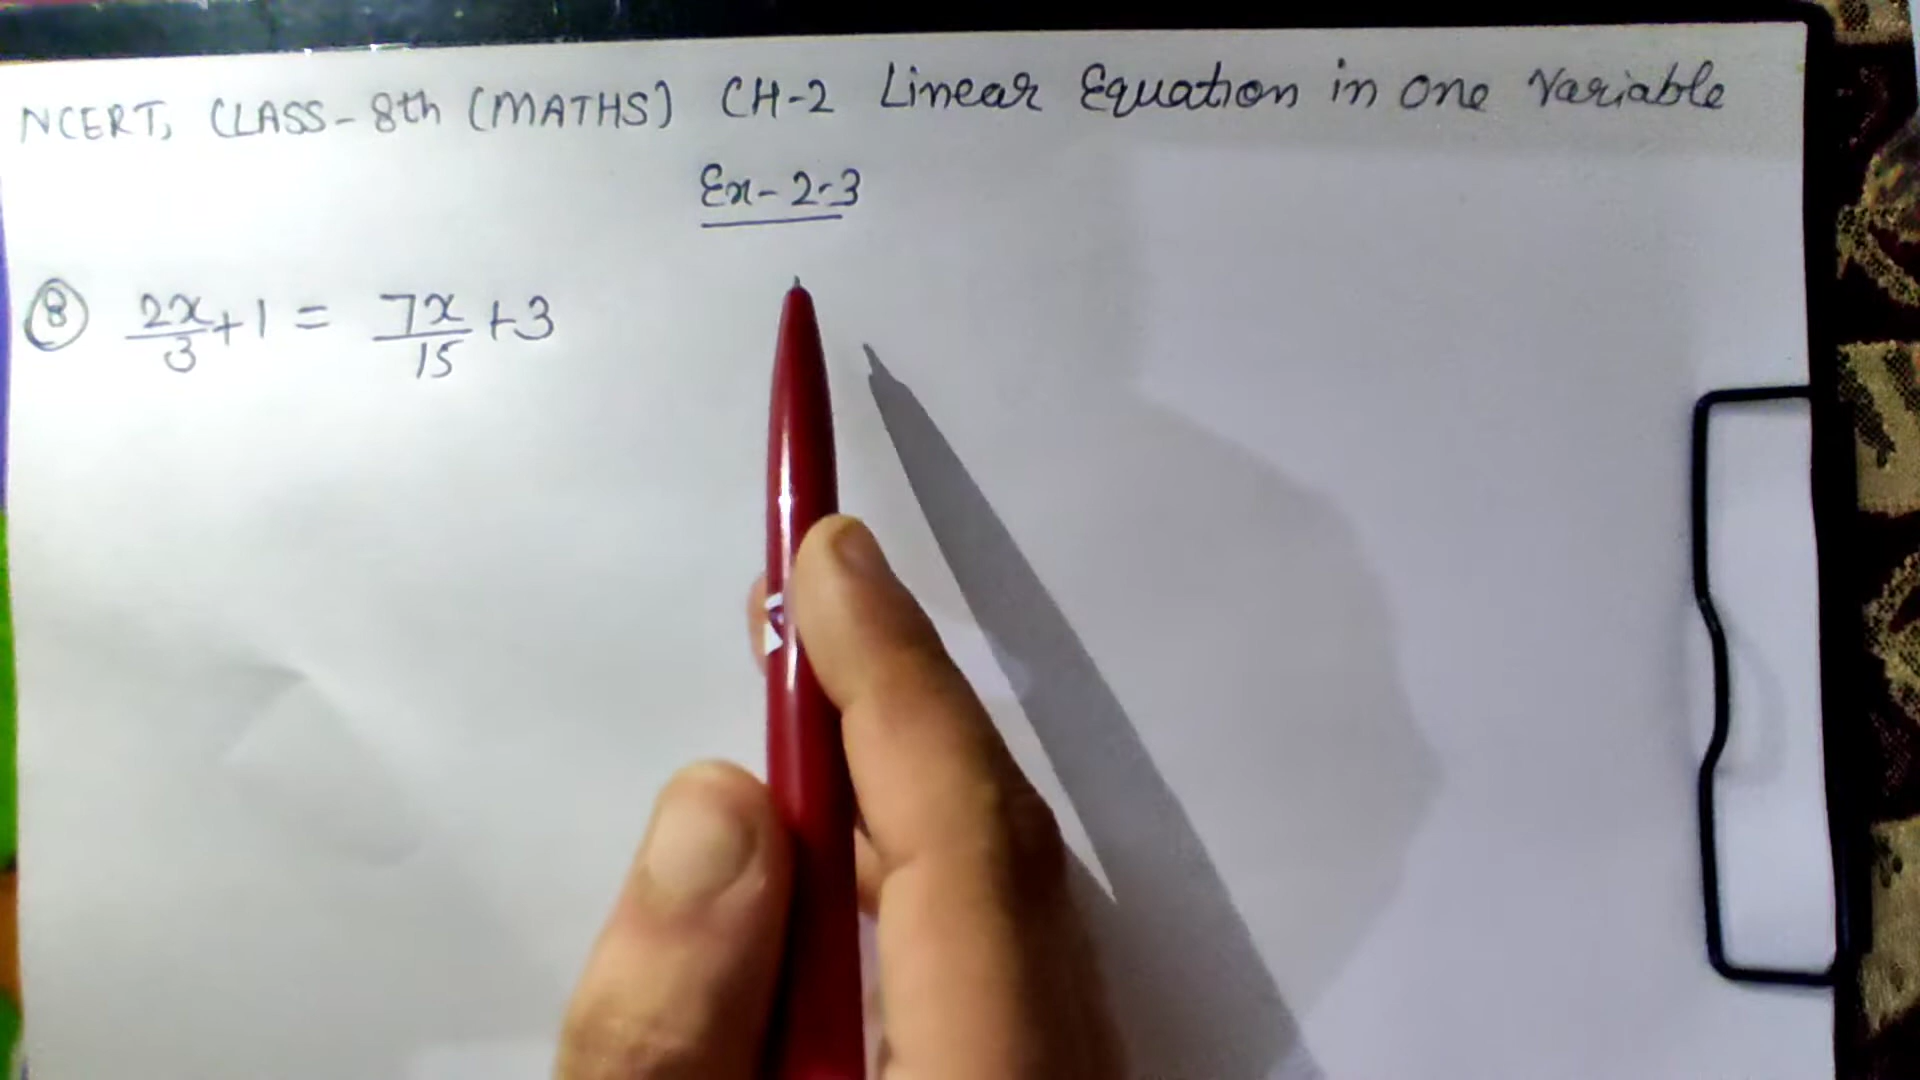 NCERT, CLASS-8th (MATHS) CH-2 Linear Equation in one Variable
Ex-2.3
⑧ 2x/3 + 1 = 7x/15 + 3